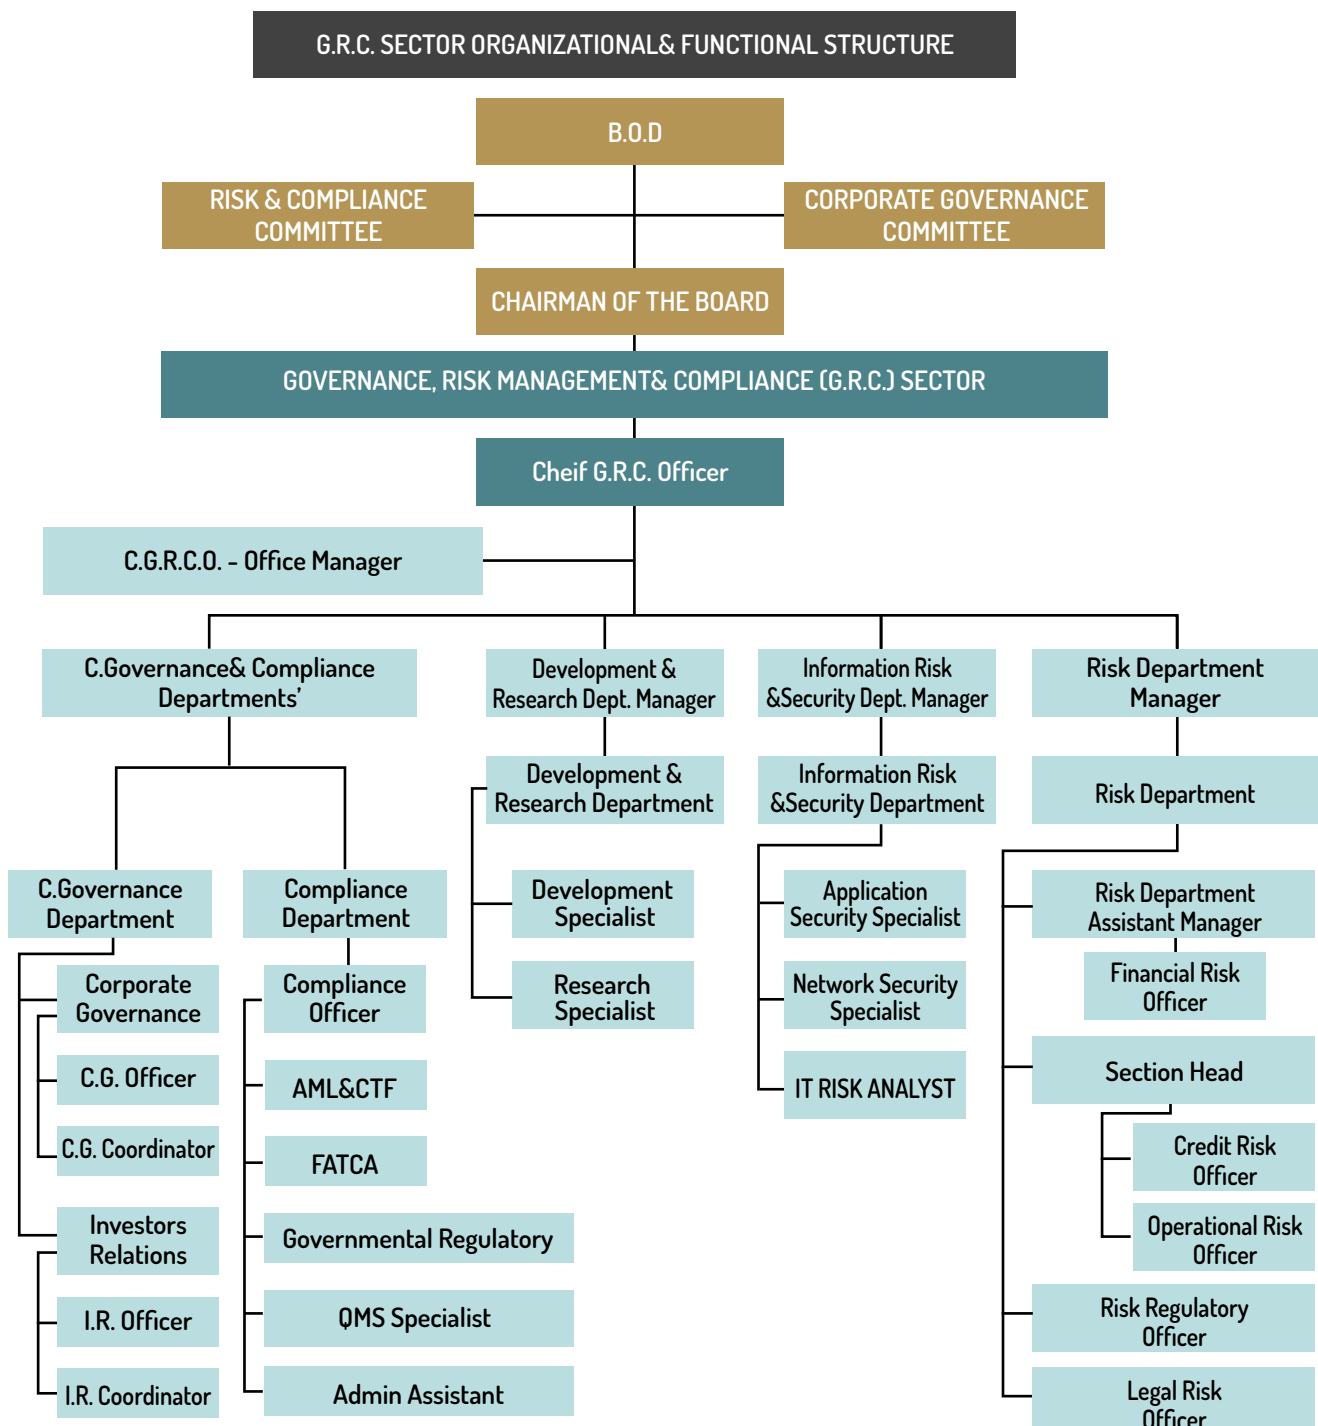 G.R.C. SECTOR ORGANIZATIONAL& FUNCTIONAL STRUCTURE
B.O.D
RISK & COMPLIANCE
COMMITTEE
CORPORATE GOVERNANCE
COMMITTEE
CHAIRMAN OF THE BOARD
GOVERNANCE, RISK MANAGEMENT& COMPLIANCE (G.R.C.) SECTOR
Cheif G.R.C. Officer
C.G.R.C.O. - Office Manager
C.Governance& Compliance
Departments’
Development &
Research Dept. Manager
Information Risk
&Security Dept. Manager
Risk Department
Manager
Development &
Research Department
Information Risk
&Security Department
Risk Department
C.Governance
Department
Corporate
Governance
C.G. Officer
C.G. Coordinator
Investors
Relations
I.R. Officer
I.R. Coordinator
Compliance
Department
Compliance
Officer
AML&CTF
FATCA
Governmental Regulatory
QMS Specialist
Admin Assistant
Development
Specialist
Research
Specialist
Application
Security Specialist
Network Security
Specialist
IT RISK ANALYST
Risk Department
Assistant Manager
Financial Risk
Officer
Section Head
Credit Risk
Officer
Operational Risk
Officer
Risk Regulatory
Officer
Legal Risk
Officer